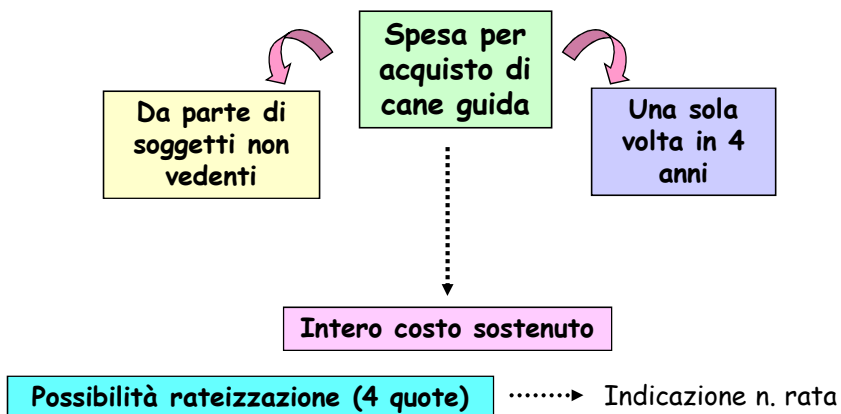 Spesa per
acquisto di
cane guida
Da parte di
soggetti non
vedenti
Una sola
volta in 4
anni
Intero costo sostenuto
Possibilità rateizzazione (4 quote)
Indicazione n. rata